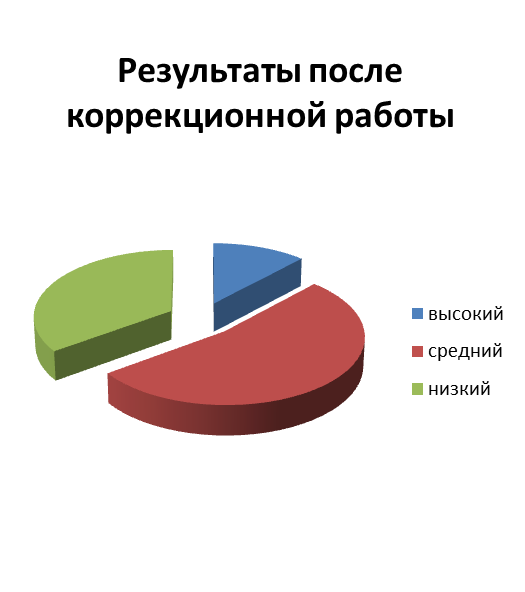 Результаты после
коррекционной работы
высокий
средний
низкий